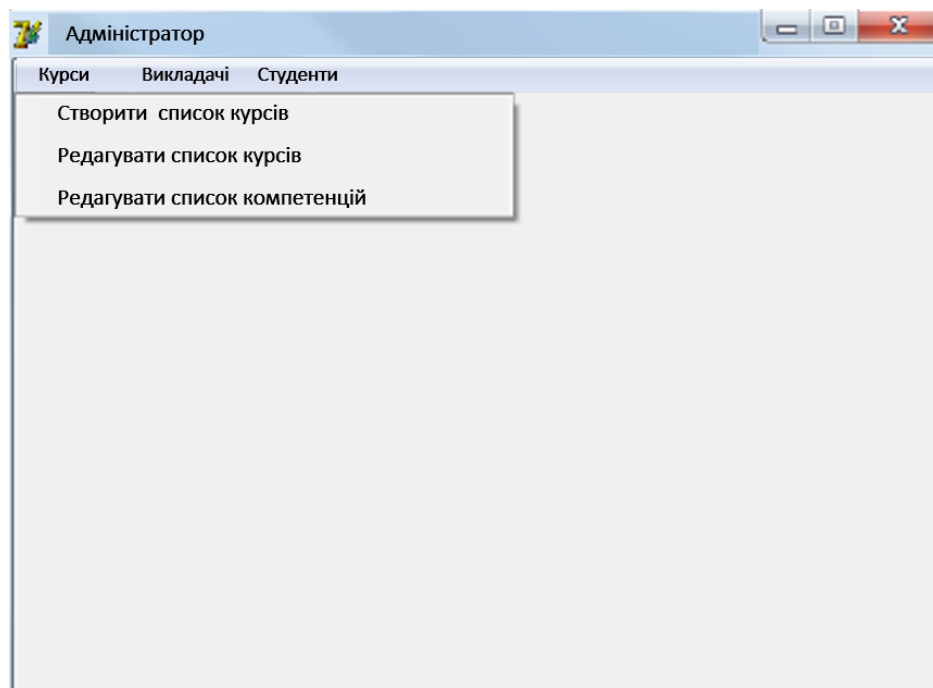 Адміністратор
Курси Викладачі Студенти
Створити список курсів
Редагувати список курсів
Редагувати список компетенцій